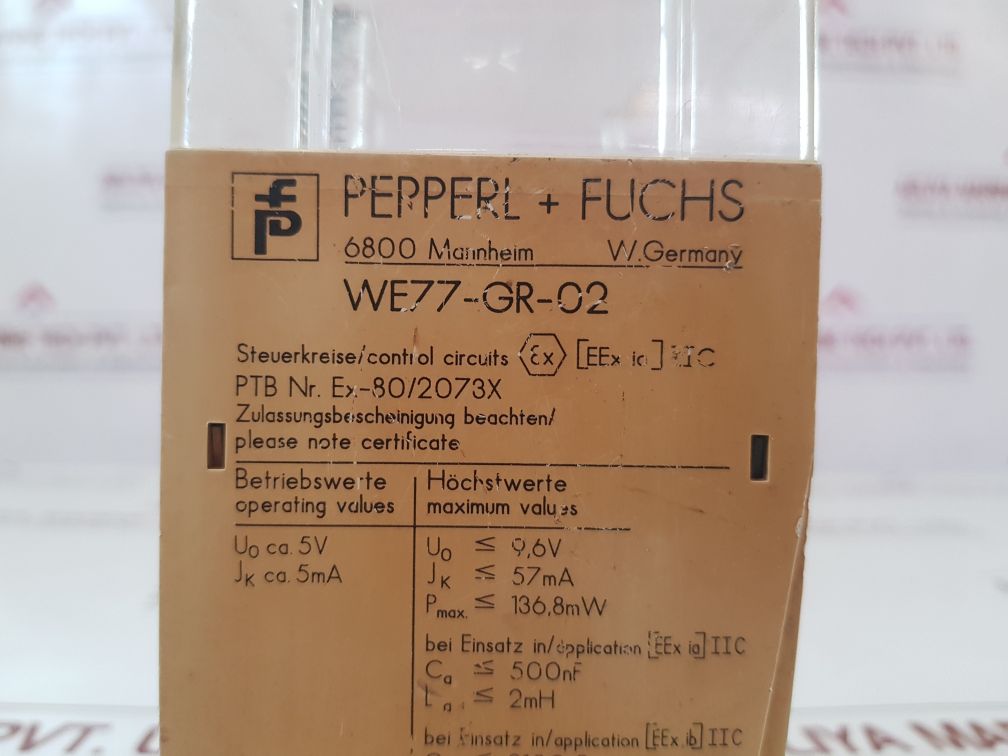 PEPPERL + FUCHS
6800 Mannheim W.Germany
WE77-GR-02
Steuerkreise/control circuits Ex [EEx ia] IIC
PTB Nr. Ex-80/2073X
Zulassungsbescheinigung beachten/
please note certificate
Betriebswerte
operating values
U₀ ca. 5V
JK ca. 5mA
Höchstwerte
maximum values
U₀ ≤ 9,6V
JK ≤ 57mA
Pmax. ≤ 136,8mW
bei Einsatz in/application [EEx ia] IIC
Ca ≤ 500nF
La ≤ 2mH
bei Einsatz in/application [EEx ib] IIC
PVT. L